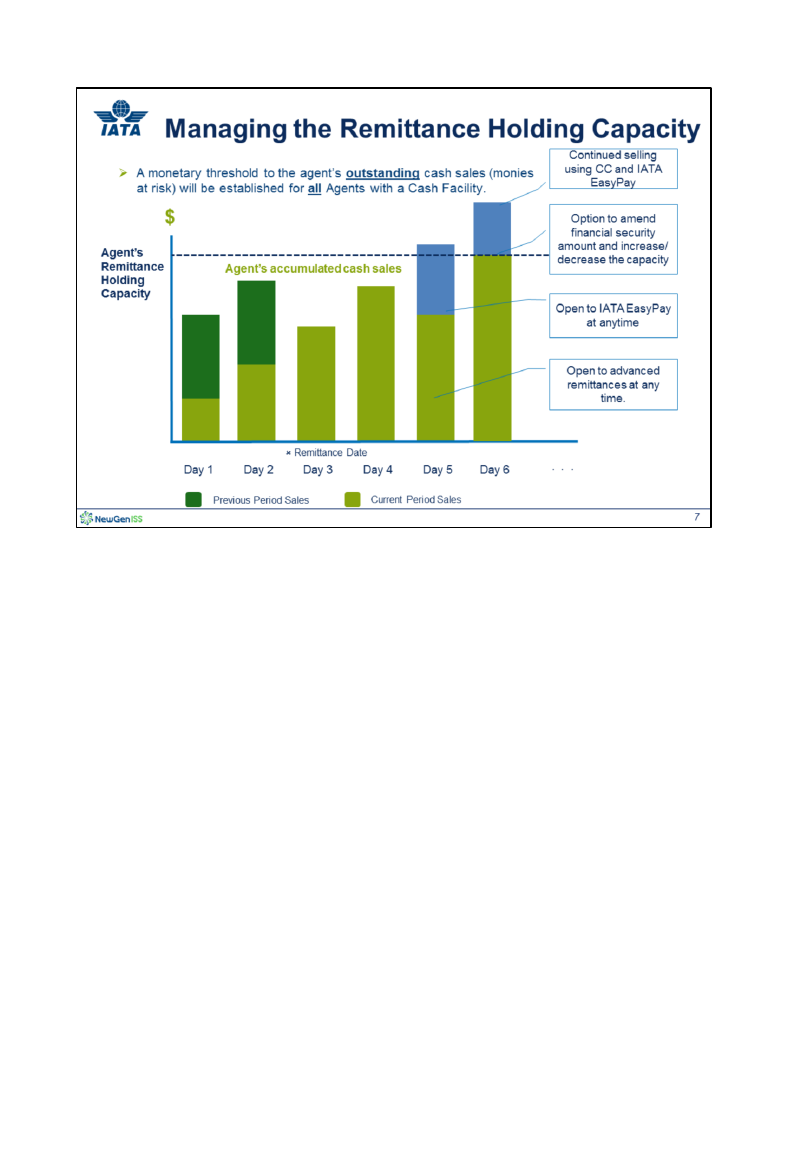 IATA
Managing the Remittance Holding Capacity
➢ A monetary threshold to the agent's outstanding cash sales (monies
at risk) will be established for all Agents with a Cash Facility.
Continued selling
using CC and IATA
EasyPay
$
Option to amend
financial security
amount and increase/
decrease the capacity
Agent's
Remittance
Holding
Capacity
Agent's accumulated cash sales
Open to IATA EasyPay
at anytime
Open to advanced
remittances at any
time.
× Remittance Date
Day 1 Day 2 Day 3 Day 4 Day 5 Day 6 . . .
Previous Period Sales Current Period Sales
NewGenISS 7